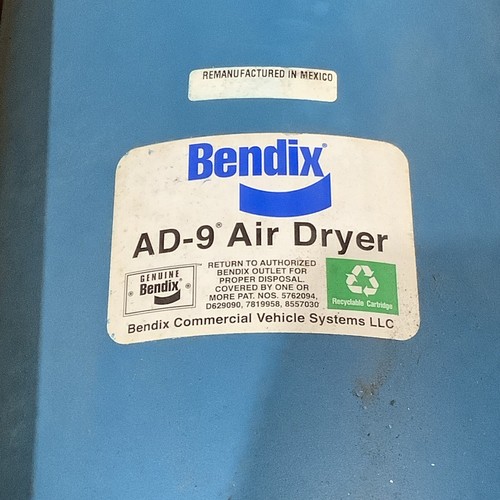 REMANUFACTURED IN MEXICO
Bendix®
AD-9® Air Dryer
GENUINE
Bendix
RETURN TO AUTHORIZED
BENDIX OUTLET FOR
PROPER DISPOSAL.
COVERED BY ONE OR
MORE PAT. NOS. 5762094,
D629090, 7819958, 8557030
Recyclable Cartridge
Bendix Commercial Vehicle Systems LLC